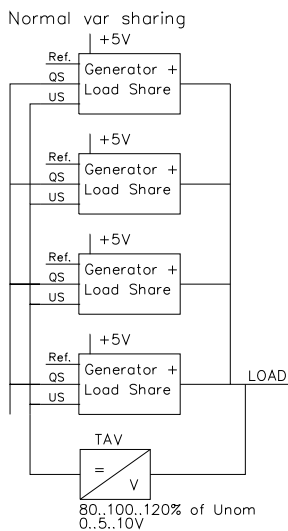 Normal var sharing
+5V
Ref.
Generator +
QS
Load Share
US
+5V
Ref.
Generator +
QS
Load Share
US
+5V
Ref.
Generator +
QS
Load Share
US
+5V
Ref.
Generator +
QS
Load Share
US
LOAD
TAV
=
V
80..100..120% of Unom
0..5..10V